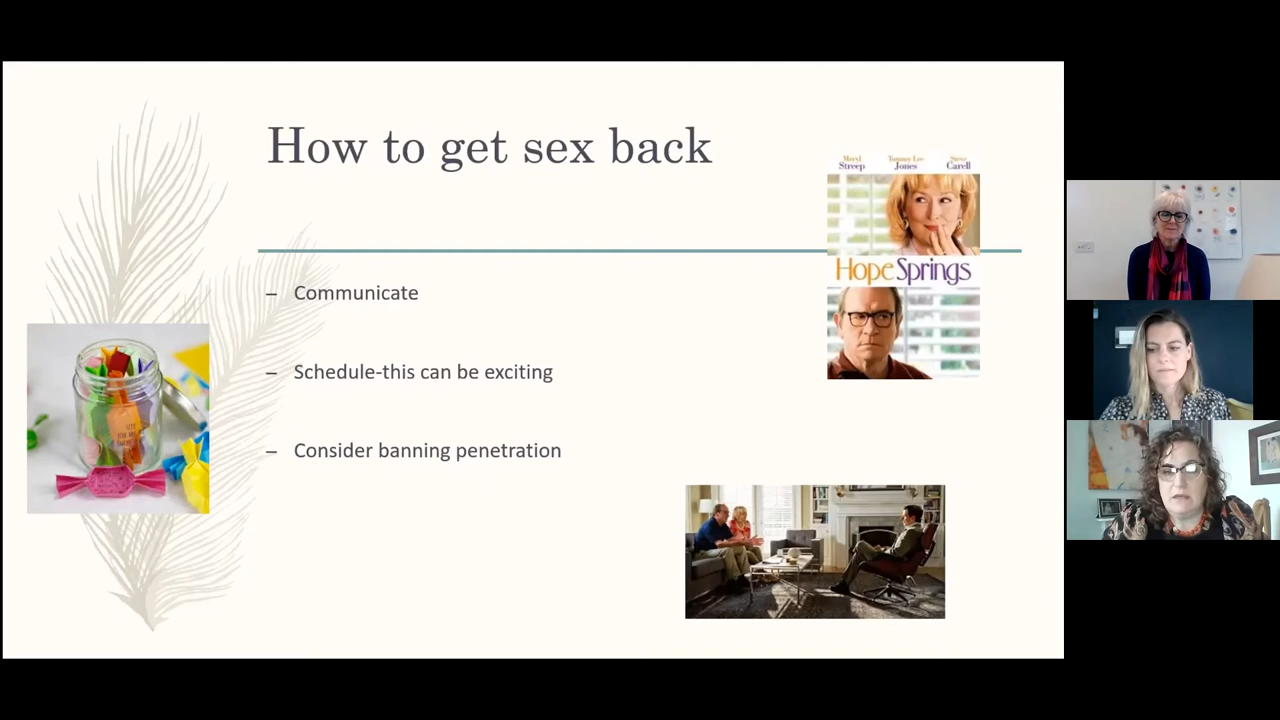 How to get sex back
Meryl Streep
Tommy Lee Jones
Steve Carell
Hope Springs
– Communicate
– Schedule-this can be exciting
– Consider banning penetration